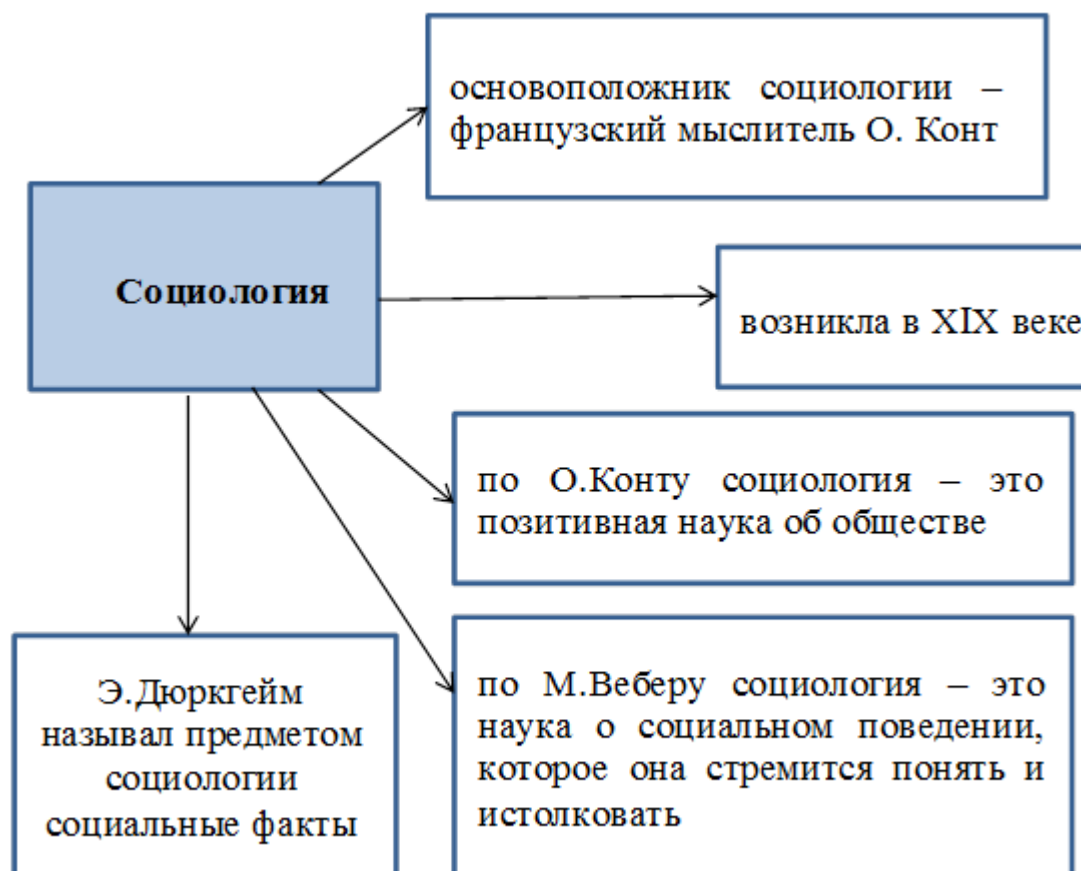 основоположник социологии –
французский мыслитель О. Конт
Социология
возникла в XIX веке
по О.Конту социология – это
позитивная наука об обществе
Э.Дюркгейм
называл предметом
социологии
социальные факты
по М.Веберу социология – это
наука о социальном поведении,
которое она стремится понять и
истолковать